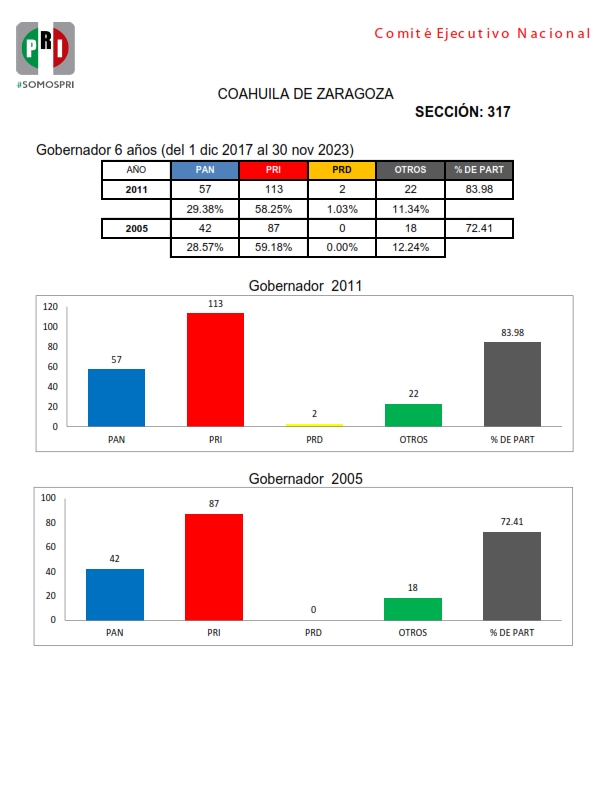 Comité Ejecutivo Nacional
PRI
#SOMOSPRI
COAHUILA DE ZARAGOZA
SECCIÓN: 317
Gobernador 6 años (del 1 dic 2017 al 30 nov 2023)
AÑO PAN PRI PRD OTROS % DE PART
2011 57 113 2 22 83.98
29.38% 58.25% 1.03% 11.34%
2005 42 87 0 18 72.41
28.57% 59.18% 0.00% 12.24%
Gobernador 2011
120
100
80
60
40
20
0
57
113
2
22
83.98
PAN PRI PRD OTROS % DE PART
Gobernador 2005
100
80
60
40
20
0
42
87
0
18
72.41
PAN PRI PRD OTROS % DE PART